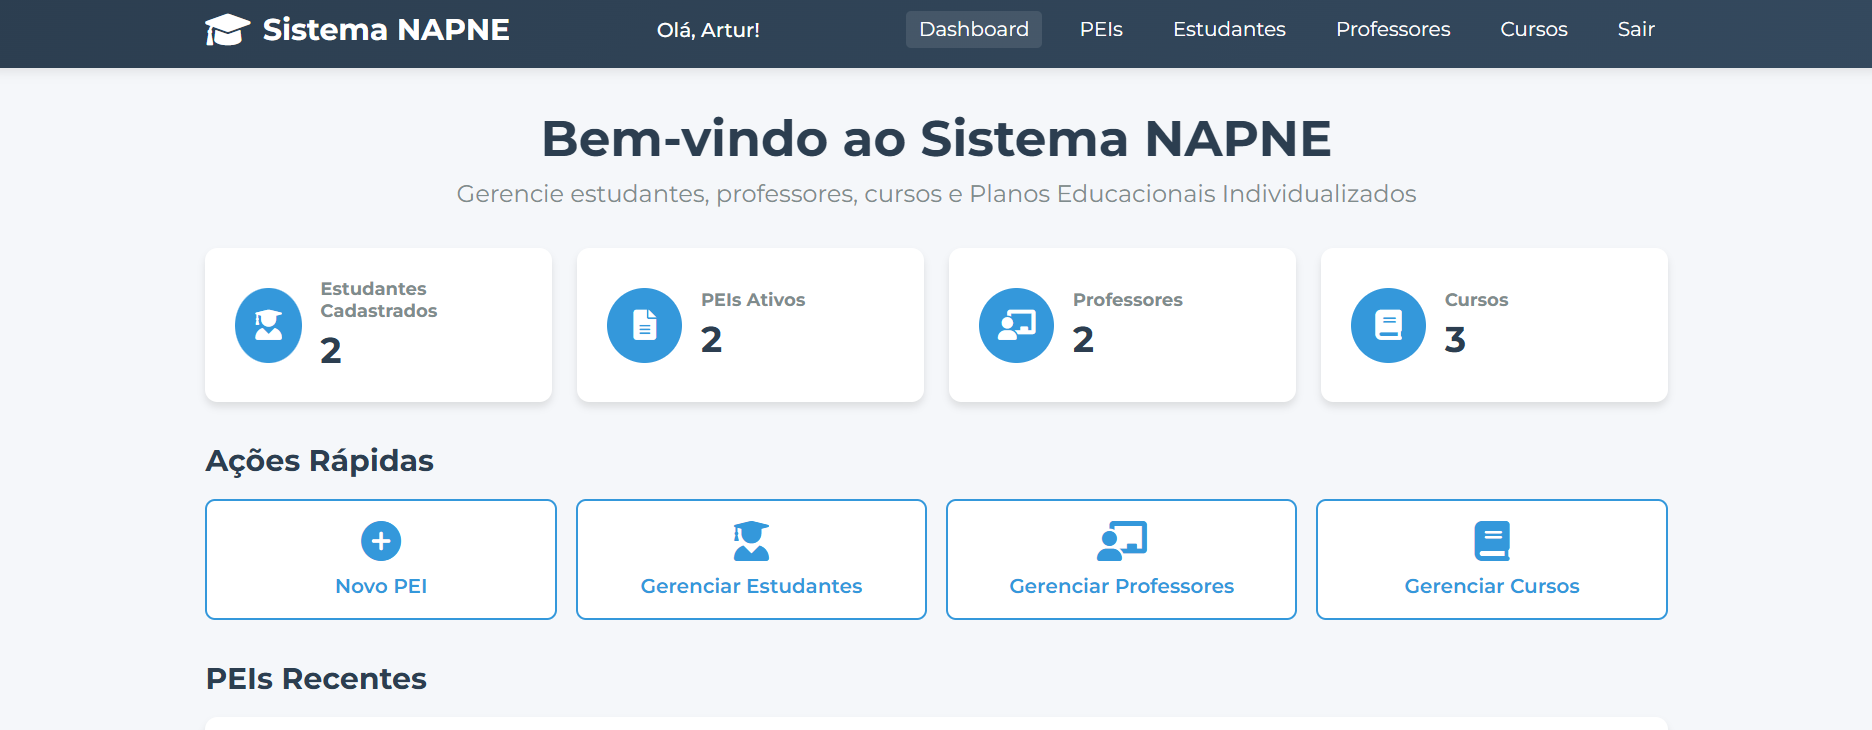 Sistema NAPNE
Olá, Artur!
Dashboard
PEIs
Estudantes
Professores
Cursos
Sair
Bem-vindo ao Sistema NAPNE
Gerencie estudantes, professores, cursos e Planos Educacionais Individualizados
Estudantes
Cadastrados
2
PEIs Ativos
2
Professores
2
Cursos
3
Ações Rápidas
Novo PEI
Gerenciar Estudantes
Gerenciar Professores
Gerenciar Cursos
PEIs Recentes